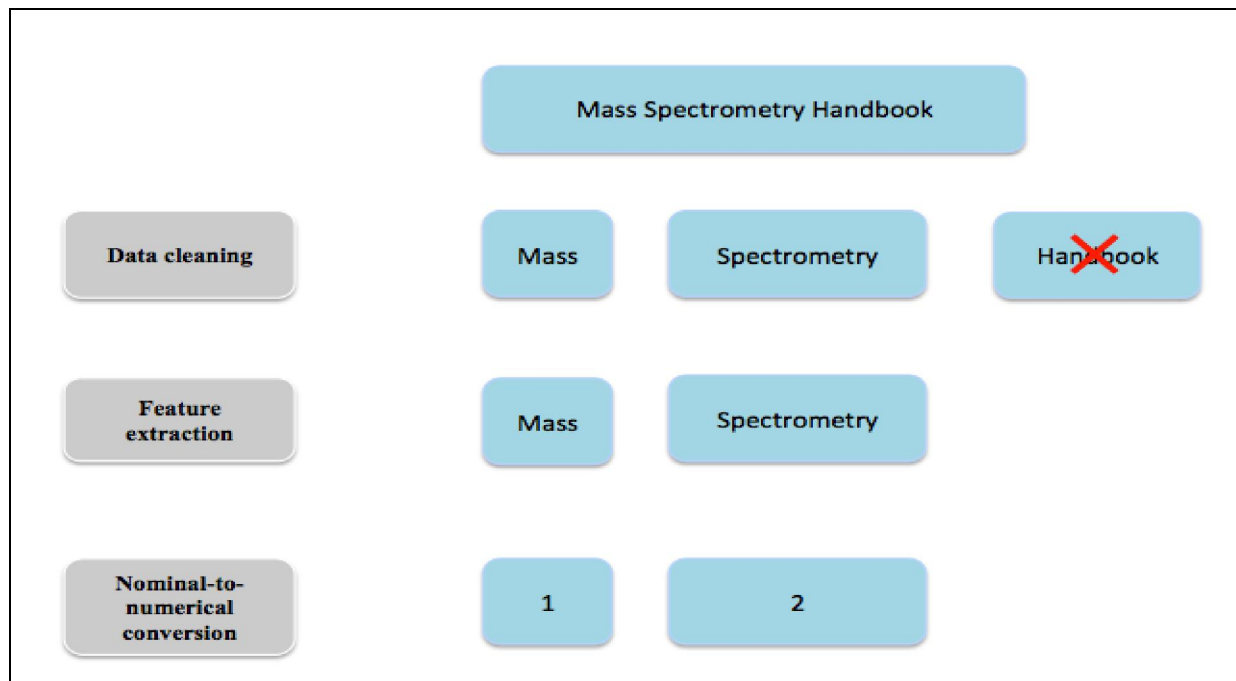 Mass Spectrometry Handbook
Data cleaning
Mass
Spectrometry
Handbook
Feature
extraction
Mass
Spectrometry
Nominal-to-
numerical
conversion
1
2